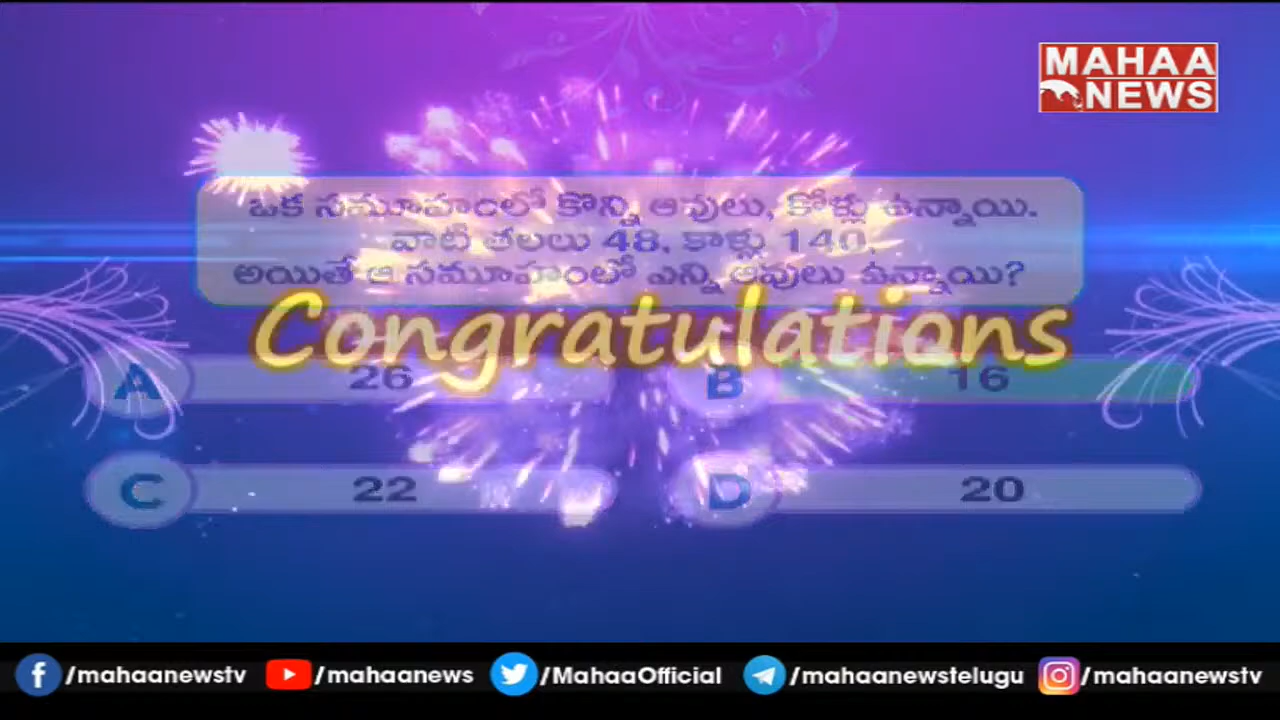 MAHAA
NEWS
ఒక సమూహంలో కొన్ని ఆవులు, కోళ్లు ఉన్నాయి.
వాటి తలలు 48, కాళ్లు 140,
అయితే ఆ సమూహంలో ఎన్ని ఆవులు ఉన్నాయి?
Congratulations
A 26 B 16
C 22 D 20
/mahaanewstv /mahaanews /MahaaOfficial /mahaanewstelugu /mahaanewstv